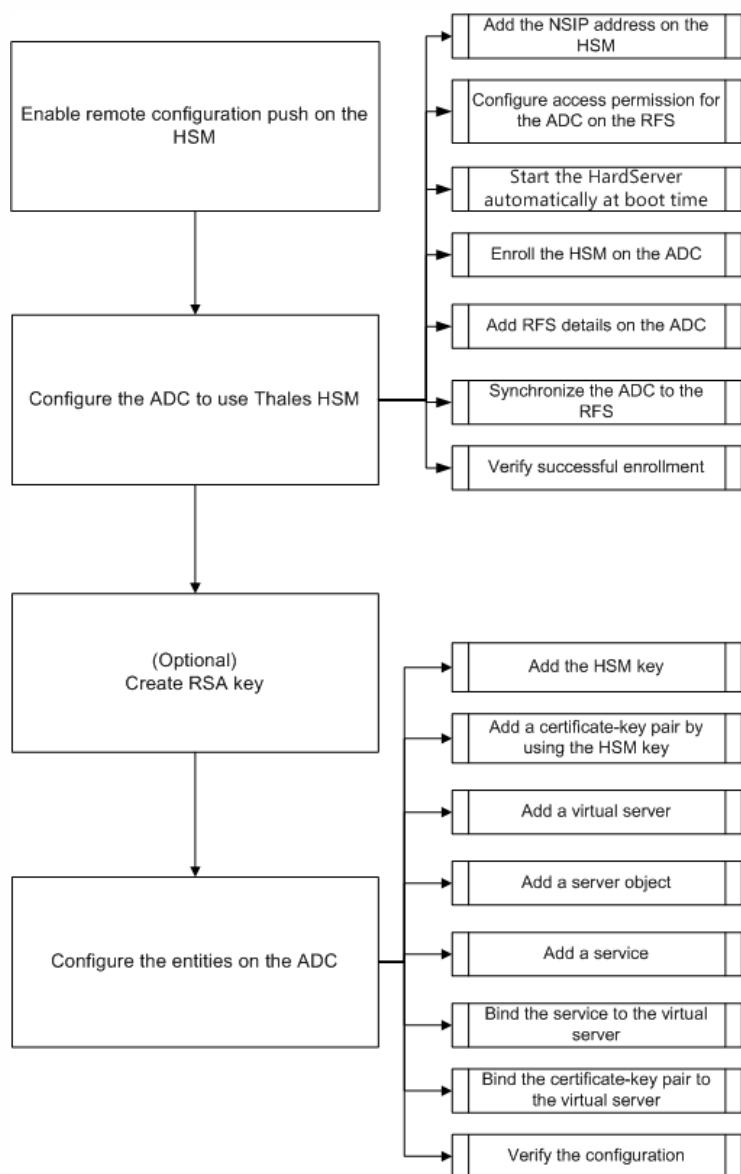 Enable remote configuration push on the
HSM
Add the NSIP address on the
HSM
Configure access permission for
the ADC on the RFS
Start the HardServer
automatically at boot time
Enroll the HSM on the ADC
Configure the ADC to use Thales HSM
Add RFS details on the ADC
Synchronize the ADC to the
RFS
Verify successful enrollment
(Optional)
Create RSA key
Configure the entities on the ADC
Add the HSM key
Add a certificate-key pair by
using the HSM key
Add a virtual server
Add a server object
Add a service
Bind the service to the virtual
server
Bind the certificate-key pair to
the virtual server
Verify the configuration